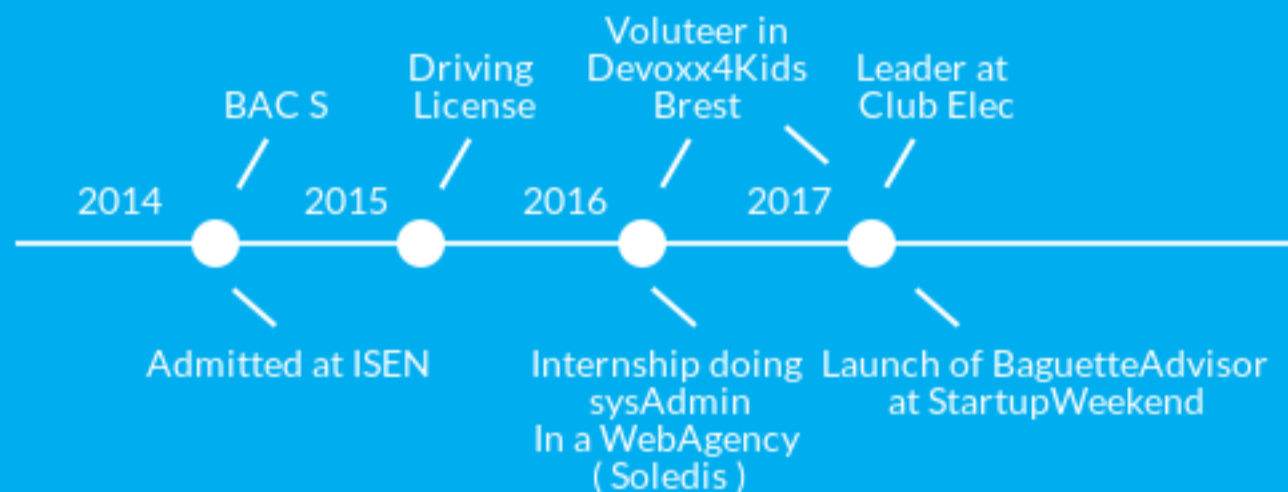 Voluteer in
Devoxx4Kids
Brest
Driving
License
Leader at
Club Elec
BAC S
2014
2015
2016
2017
Admitted at ISEN
Internship doing
sysAdmin
In a WebAgency
( Soledis )
Launch of BaguetteAdvisor
at StartupWeekend